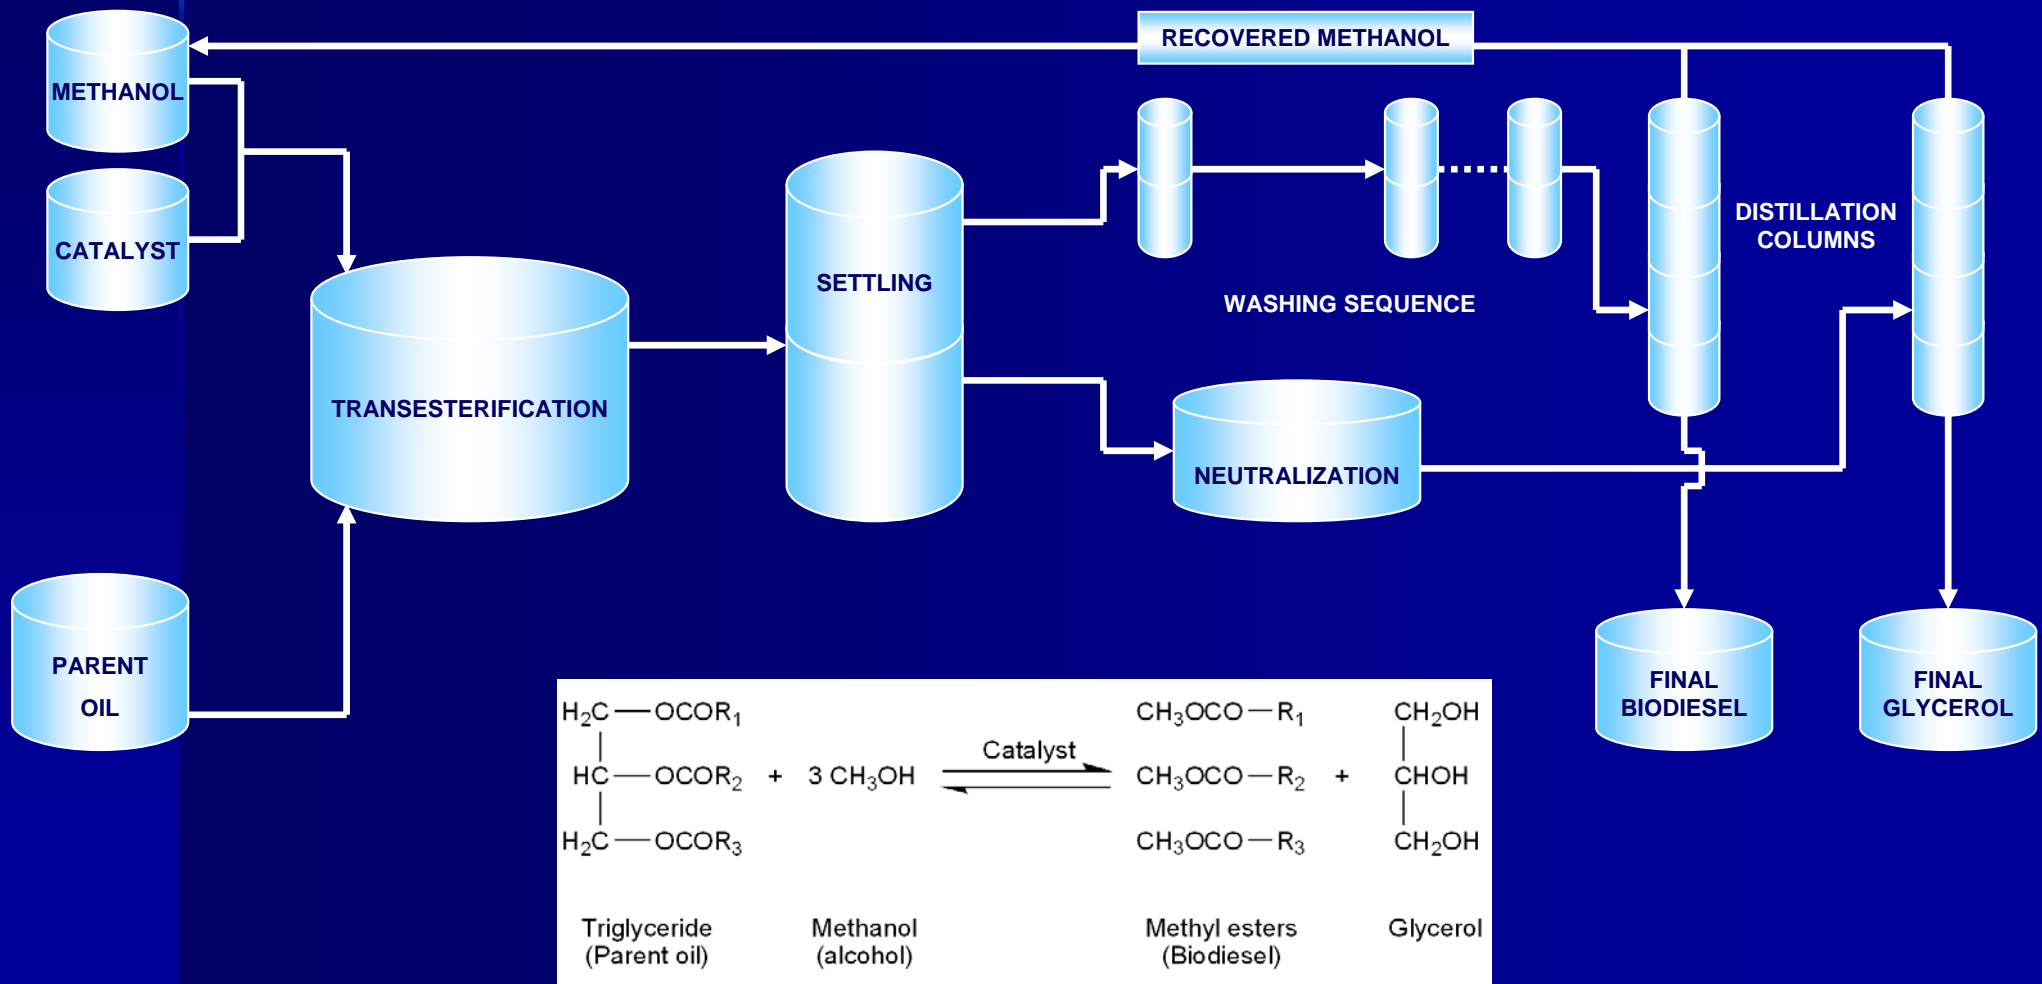 RECOVERED METHANOL
METHANOL
CATALYST
DISTILLATION
COLUMNS
SETTLING
WASHING SEQUENCE
TRANSESTERIFICATION
NEUTRALIZATION
PARENT
OIL
FINAL
BIODIESEL
FINAL
GLYCEROL
H₂C—OCOR₁ CH₃OCO—R₁ CH₂OH
Catalyst
HC—OCOR₂ + 3 CH₃OH CH₃OCO—R₂ + CHOH
H₂C—OCOR₃ CH₃OCO—R₃ CH₂OH
Triglyceride Methanol Methyl esters Glycerol
(Parent oil) (alcohol) (Biodiesel)